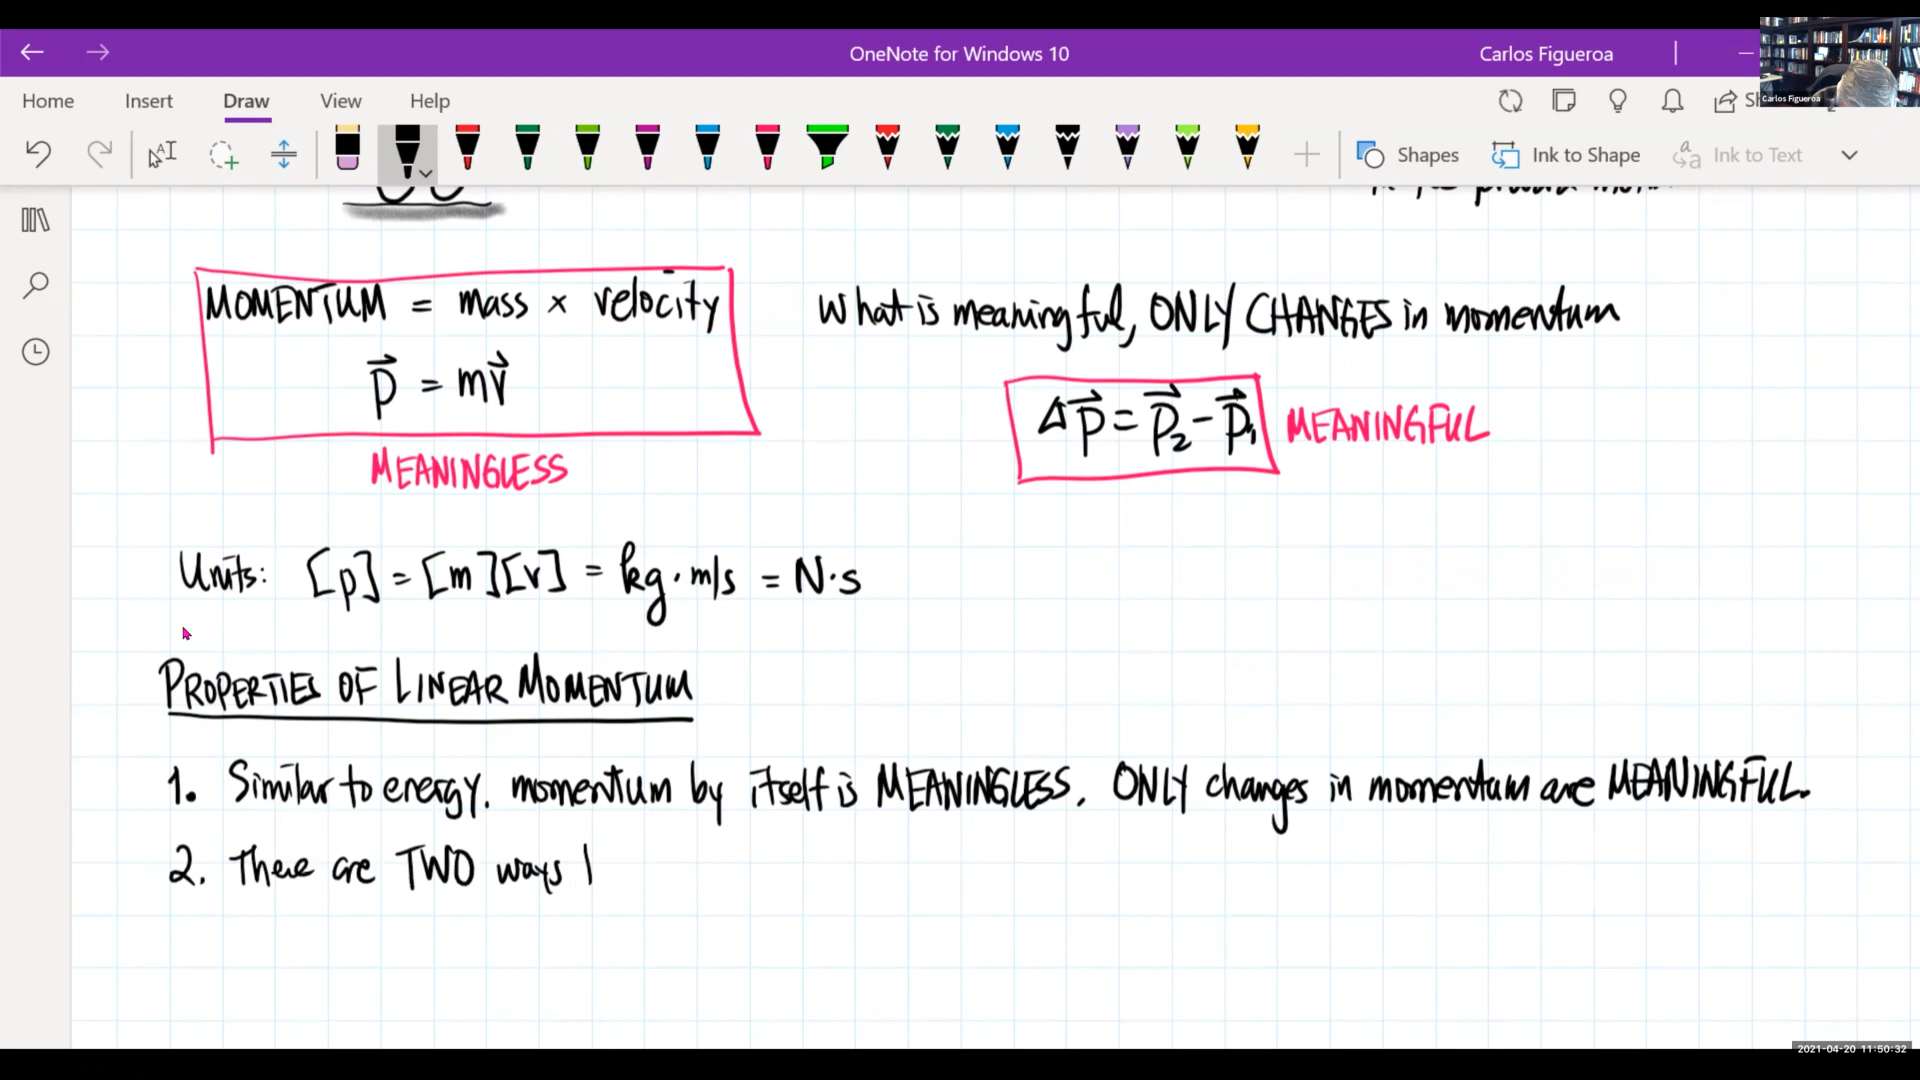 OneNote for Windows 10
Carlos Figueroa
Carlos Figueroa
Home Insert Draw View Help
Shapes Ink to Shape Ink to Text
MOMENTUM = mass × velocity
p⃗ = mv⃗
MEANINGLESS
What is meaningful, ONLY CHANGES in momentum
Δp⃗ = p⃗₂ - p⃗₁
MEANINGFUL
Units: [p] = [m][v] = kg·m/s = N·s
PROPERTIES OF LINEAR MOMENTUM
1. Similar to energy. momentum by itself is MEANINGLESS. ONLY changes in momentum are MEANINGFUL.
2. There are TWO ways
2021-04-20 11:50:32